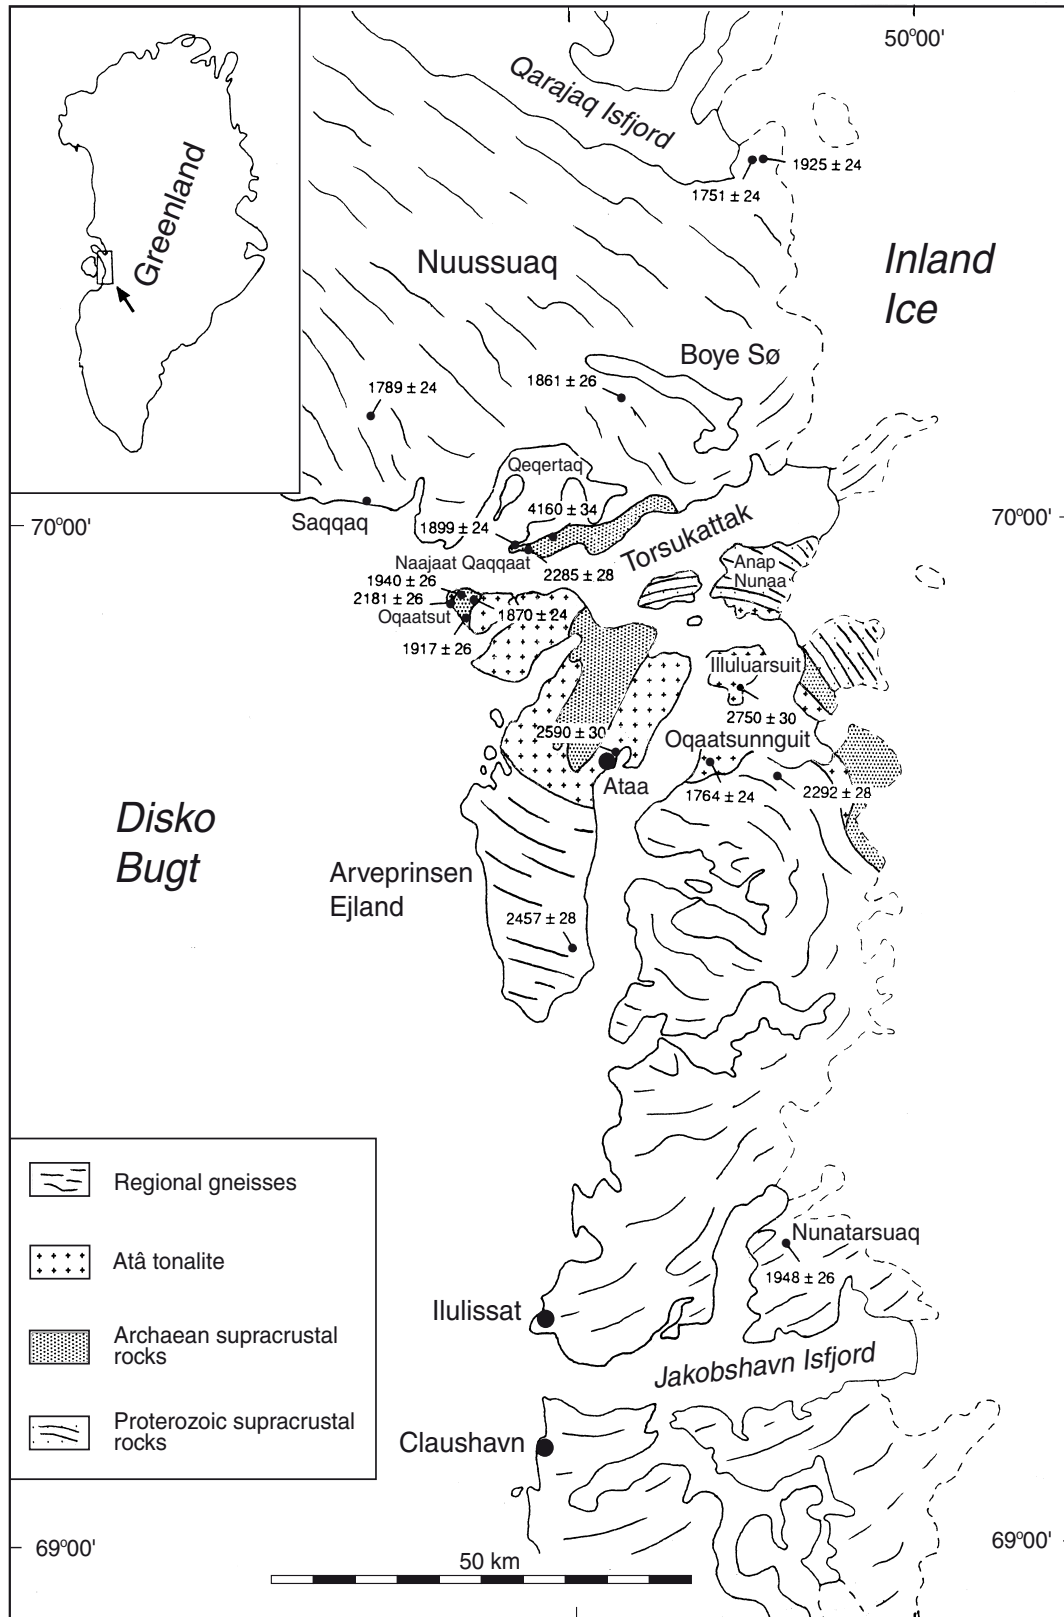 50°00'
Qarajaq Isfjord
1925 ± 24
1751 ± 24
Greenland
Nuussuaq
Inland
Ice
Boye Sø
1861 ± 26
1789 ± 24
Qeqertaq
4160 ± 34
Saqqaq
70°00'
70°00'
1899 ± 24
Torsukattak
Naajaat Qaqqaat
2285 ± 28
Anap
Nunaa
1940 ± 26
2181 ± 26
Oqaatsut
1870 ± 24
1917 ± 26
Illuluarsuit
2750 ± 30
2590 ± 30
Oqaatsunnguit
Ataa
1764 ± 24
2292 ± 28
Disko
Bugt
Arveprinsen
Ejland
2457 ± 28
Regional gneisses
Atâ tonalite
Archaean supracrustal
rocks
Proterozoic supracrustal
rocks
Nunatarsuaq
1948 ± 26
Ilulissat
Jakobshavn Isfjord
Claushavn
69°00'
69°00'
50 km